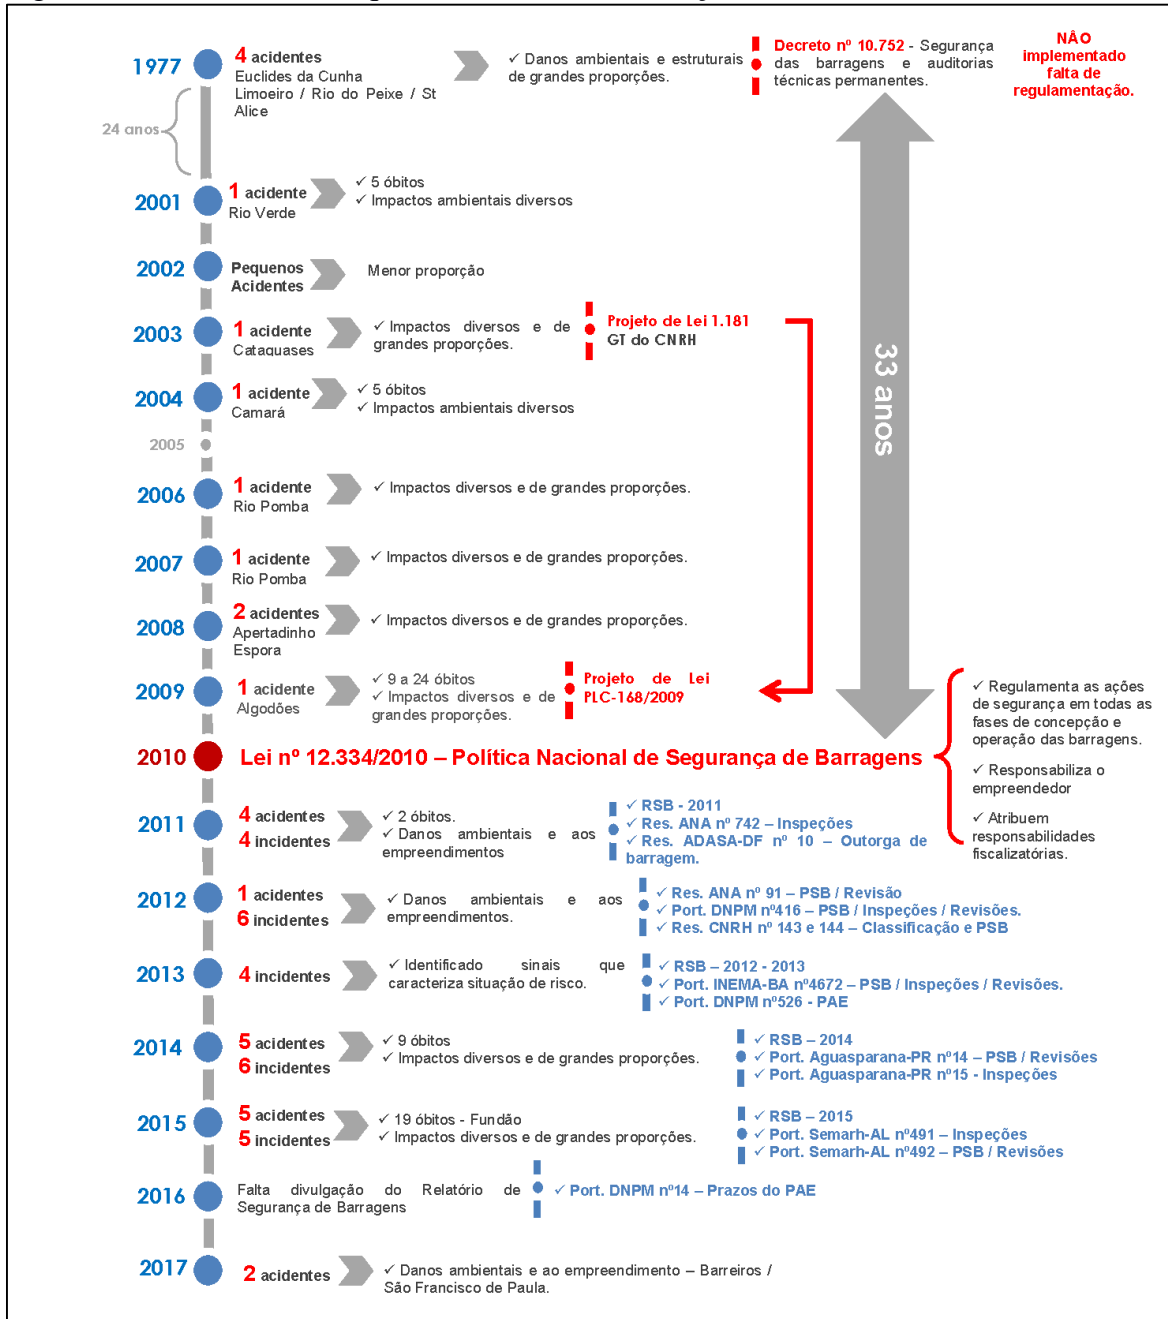 1977
4 acidentes
Euclides da Cunha
Limoeiro / Rio do Peixe / St
Alice
✓ Danos ambientais e estruturais
de grandes proporções.
Decreto nº 10.752 - Segurança
das barragens e auditorias
técnicas permanentes.
NÃO
implementado
falta de
regulamentação.
24 anos
33 anos
2001
1 acidente
Rio Verde
✓ 5 óbitos
✓ Impactos ambientais diversos
2002
Pequenos
Acidentes
Menor proporção
2003
1 acidente
Cataguases
✓ Impactos diversos e de
grandes proporções.
Projeto de Lei 1.181
GT do CNRH
2004
1 acidente
Camará
✓ 5 óbitos
✓ Impactos ambientais diversos
2005
2006
1 acidente
Rio Pomba
✓ Impactos diversos e de grandes proporções.
2007
1 acidente
Rio Pomba
✓ Impactos diversos e de grandes proporções.
2008
2 acidentes
Apertadinho
Espora
✓ Impactos diversos e de grandes proporções.
2009
1 acidente
Algodões
✓ 9 a 24 óbitos
✓ Impactos diversos e de
grandes proporções.
Projeto de Lei
PLC-168/2009
2010
Lei nº 12.334/2010 – Política Nacional de Segurança de Barragens
✓ Regulamenta as ações
de segurança em todas as
fases de concepção e
operação das barragens.
✓ Responsabiliza o
empreendedor
✓ Atribuem
responsabilidades
fiscalizatórias.
2011
4 acidentes
4 incidentes
✓ 2 óbitos.
✓ Danos ambientais e aos
empreendimentos
✓ RSB - 2011
✓ Res. ANA nº 742 – Inspeções
✓ Res. ADASA-DF nº 10 – Outorga de
barragem.
2012
1 acidentes
6 incidentes
✓ Danos ambientais e aos
empreendimentos.
✓ Res. ANA nº 91 – PSB / Revisão
✓ Port. DNPM nº416 – PSB / Inspeções / Revisões.
✓ Res. CNRH nº 143 e 144 – Classificação e PSB
2013
4 incidentes
✓ Identificado sinais que
caracteriza situação de risco.
✓ RSB – 2012 - 2013
✓ Port. INEMA-BA nº4672 – PSB / Inspeções / Revisões.
✓ Port. DNPM nº526 - PAE
2014
5 acidentes
6 incidentes
✓ 9 óbitos
✓ Impactos diversos e de grandes proporções.
✓ RSB – 2014
✓ Port. Aguasparana-PR nº14 – PSB / Revisões
✓ Port. Aguasparana-PR nº15 - Inspeções
2015
5 acidentes
5 incidentes
✓ 19 óbitos - Fundão
✓ Impactos diversos e de grandes proporções.
✓ RSB – 2015
✓ Port. Semarh-AL nº491 – Inspeções
✓ Port. Semarh-AL nº492 – PSB / Revisões
2016
Falta divulgação do Relatório de
Segurança de Barragens
✓ Port. DNPM nº14 – Prazos do PAE
2017
2 acidentes
✓ Danos ambientais e ao empreendimento – Barreiros /
São Francisco de Paula.